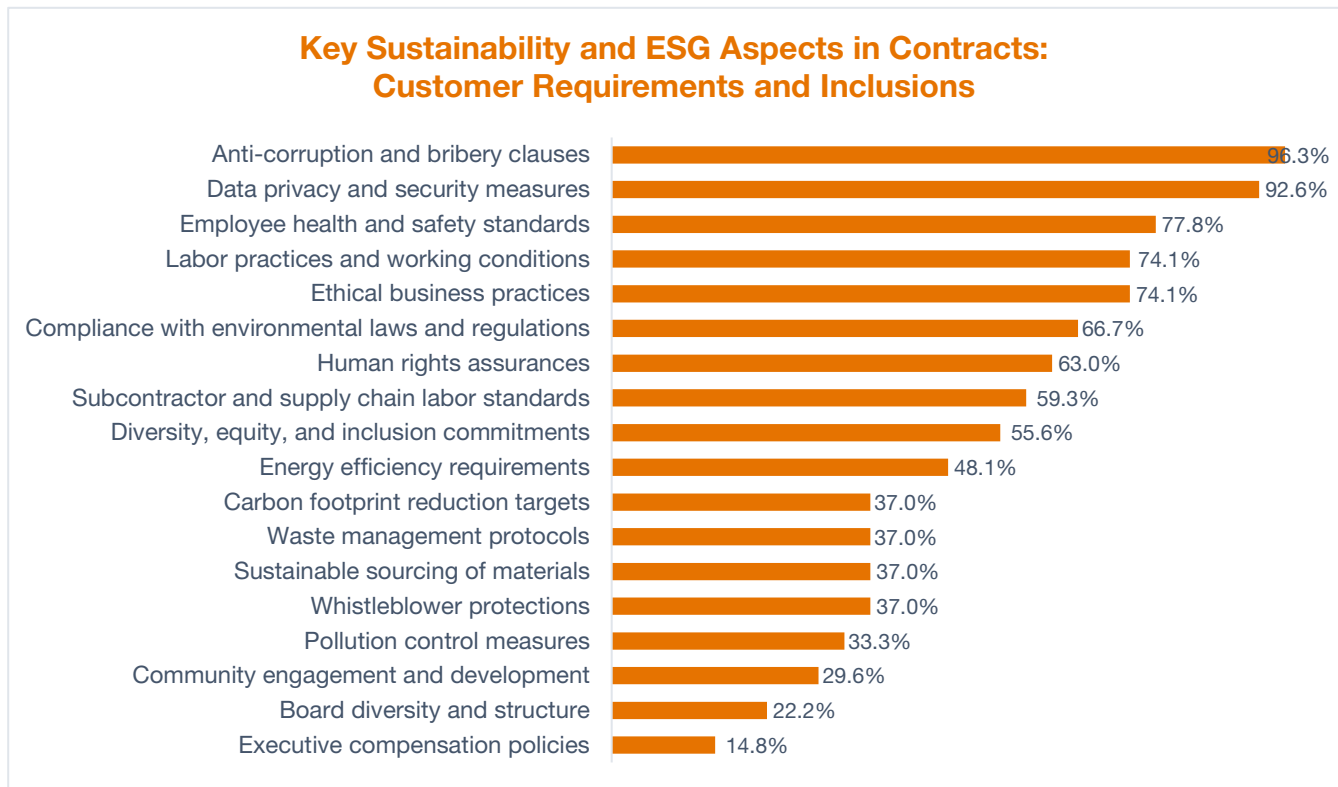 Key Sustainability and ESG Aspects in Contracts:
Customer Requirements and Inclusions
Anti-corruption and bribery clauses 96.3%
Data privacy and security measures 92.6%
Employee health and safety standards 77.8%
Labor practices and working conditions 74.1%
Ethical business practices 74.1%
Compliance with environmental laws and regulations 66.7%
Human rights assurances 63.0%
Subcontractor and supply chain labor standards 59.3%
Diversity, equity, and inclusion commitments 55.6%
Energy efficiency requirements 48.1%
Carbon footprint reduction targets 37.0%
Waste management protocols 37.0%
Sustainable sourcing of materials 37.0%
Whistleblower protections 37.0%
Pollution control measures 33.3%
Community engagement and development 29.6%
Board diversity and structure 22.2%
Executive compensation policies 14.8%